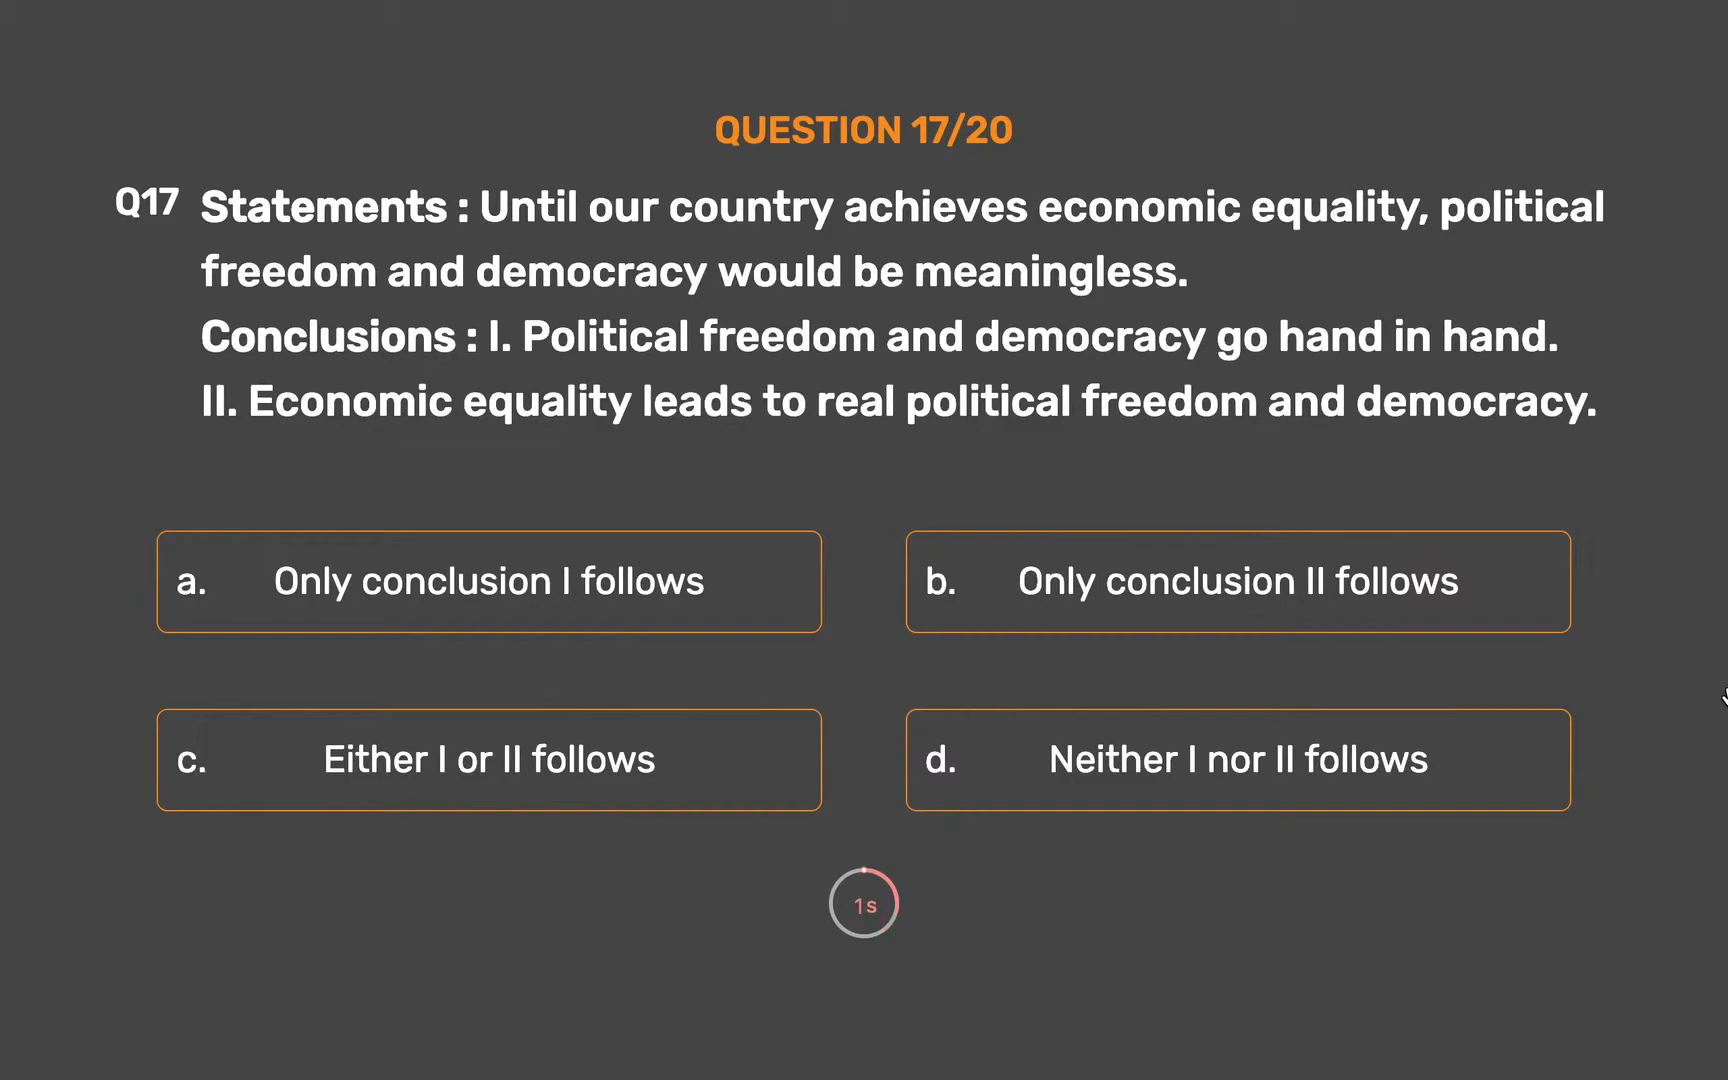 QUESTION 17/20
Q17 Statements : Until our country achieves economic equality, political
freedom and democracy would be meaningless.
Conclusions : I. Political freedom and democracy go hand in hand.
II. Economic equality leads to real political freedom and democracy.
a. Only conclusion I follows
b. Only conclusion II follows
c. Either I or II follows
d. Neither I nor II follows
1s